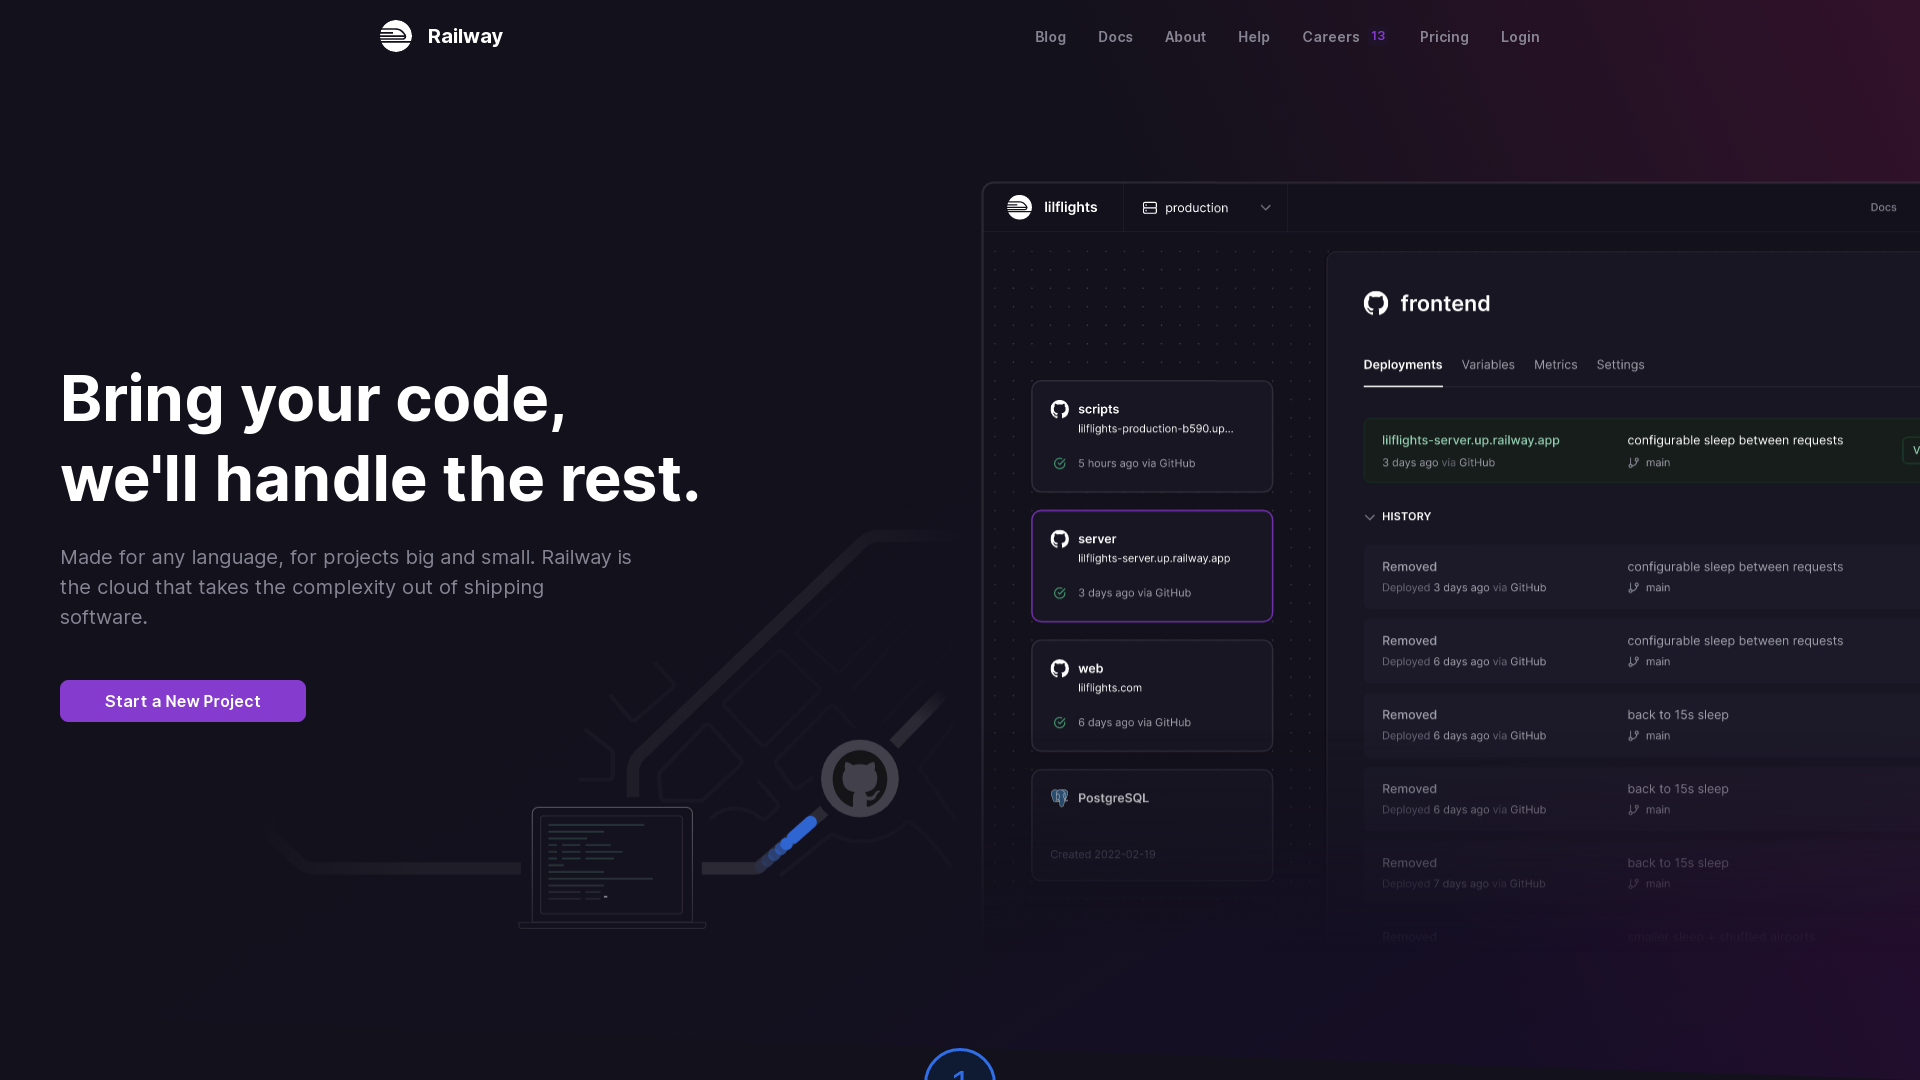 Railway
Blog
Docs
About
Help
Careers 13
Pricing
Login
Bring your code,
we'll handle the rest.
Made for any language, for projects big and small. Railway is
the cloud that takes the complexity out of shipping
software.
Start a New Project
lilflights
production
Docs
scripts
lilflights-production-b590.up...
5 hours ago via GitHub
server
lilflights-server.up.railway.app
3 days ago via GitHub
web
lilflights.com
6 days ago via GitHub
PostgreSQL
Created 2022-02-19
frontend
Deployments
Variables
Metrics
Settings
lilflights-server.up.railway.app
configurable sleep between requests
3 days ago via GitHub
main
V
HISTORY
Removed
configurable sleep between requests
Deployed 3 days ago via GitHub
main
Removed
configurable sleep between requests
Deployed 6 days ago via GitHub
main
Removed
back to 15s sleep
Deployed 6 days ago via GitHub
main
Removed
back to 15s sleep
Deployed 6 days ago via GitHub
main
Removed
back to 15s sleep
Deployed 7 days ago via GitHub
main
Removed
smaller sleep + shuffled airports
1